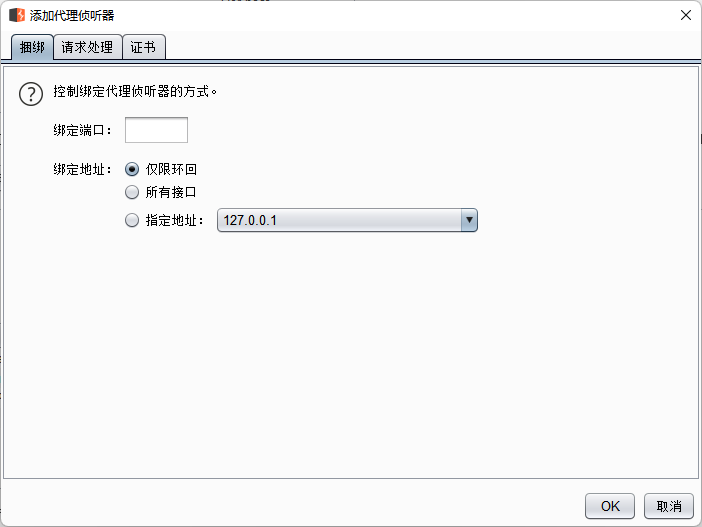 添加代理侦听器
捆绑 请求处理 证书
控制绑定代理侦听器的方式。
绑定端口：
绑定地址： 仅限环回
所有接口
指定地址： 127.0.0.1
OK 取消